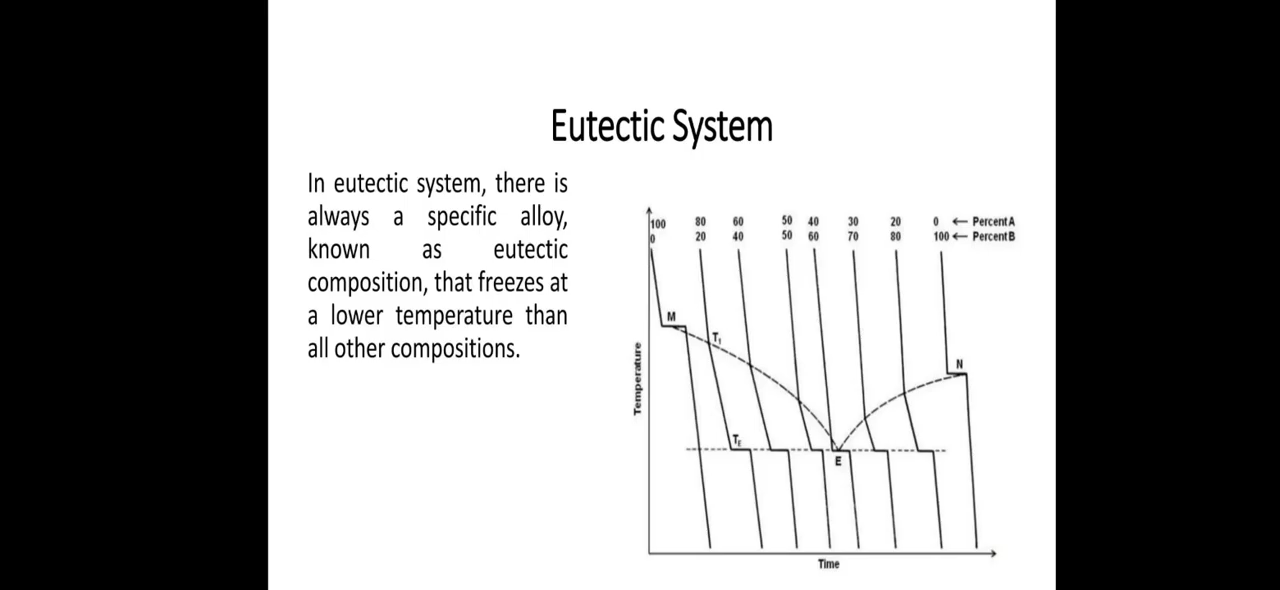 Eutectic System
In eutectic system, there is
always a specific alloy,
known as eutectic
composition, that freezes at
a lower temperature than
all other compositions.
100 80 60 50 40 30 20 0 ← Percent A
0 20 40 50 60 70 80 100 ← Percent B
M
T₁
N
Temperature
T_E
E
Time